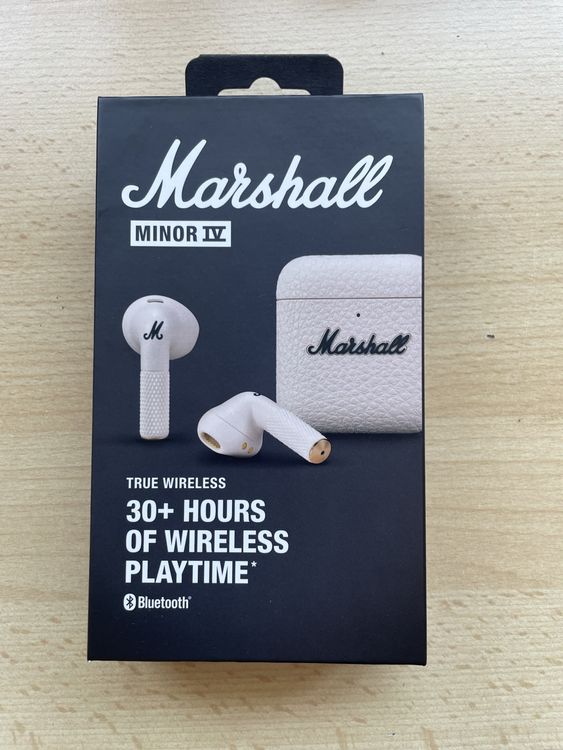 Marshall
MINOR IV
M
Marshall
TRUE WIRELESS
30+ HOURS
OF WIRELESS
PLAYTIME*
Bluetooth®